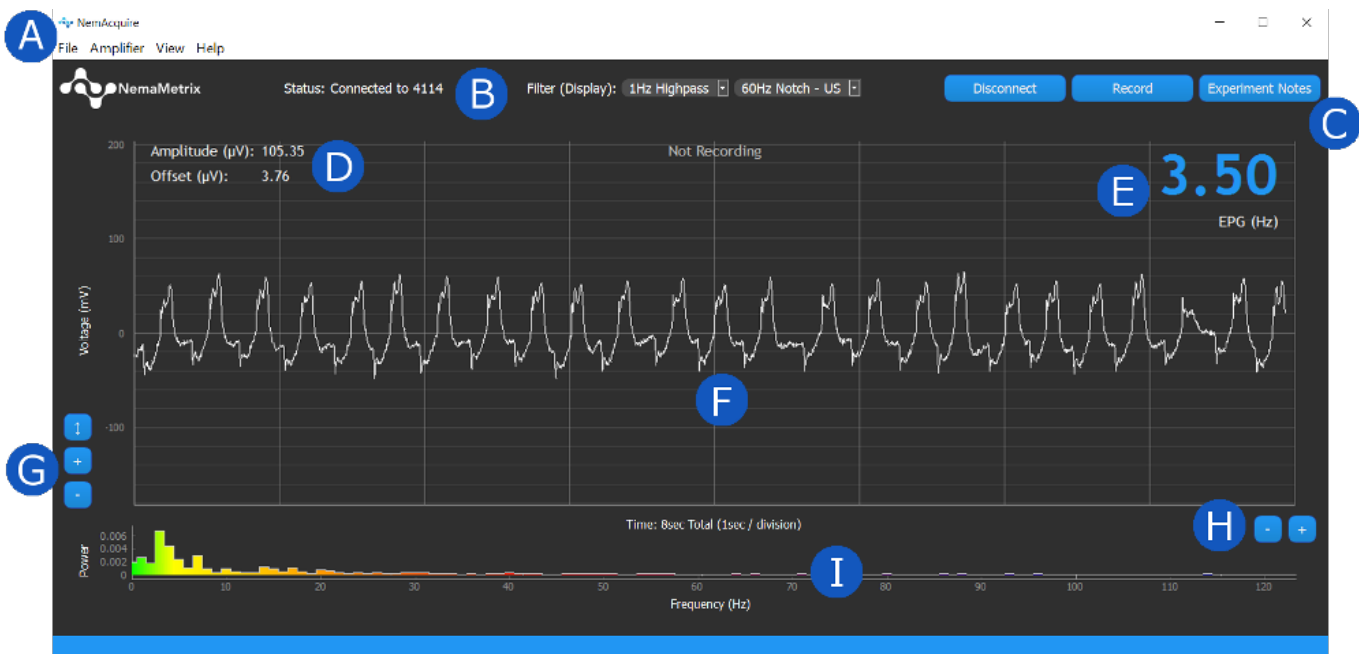 NemAcquire
A
File Amplifier View Help
NemaMetrix
Status: Connected to 4114
B
Filter (Display): 1Hz Highpass 60Hz Notch - US
Disconnect
Record
Experiment Notes
C
200
Amplitude (µV): 105.35
Offset (µV): 3.76
D
Not Recording
E
3.50
EPG (Hz)
100
Voltage (mV)
0
F
-100
↕
G
+
-
Time: 8sec Total (1sec / division)
H
- +
Power
0.006
0.004
0.002
0
I
0 10 20 30 40 50 60 70 80 90 100 110 120
Frequency (Hz)